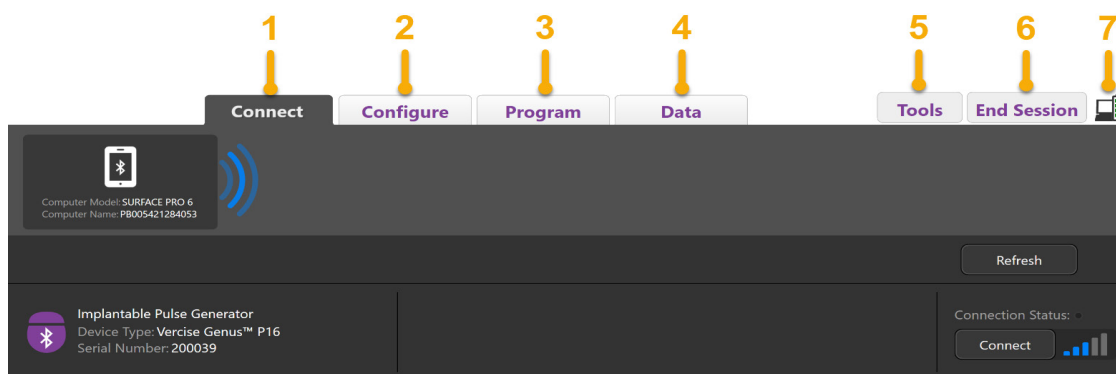 1 2 3 4 5 6 7
Connect Configure Program Data Tools End Session
Computer Model: SURFACE PRO 6
Computer Name: PB005421284053
Refresh
Implantable Pulse Generator
Device Type: Vercise Genus™ P16
Serial Number: 200039
Connection Status:
Connect